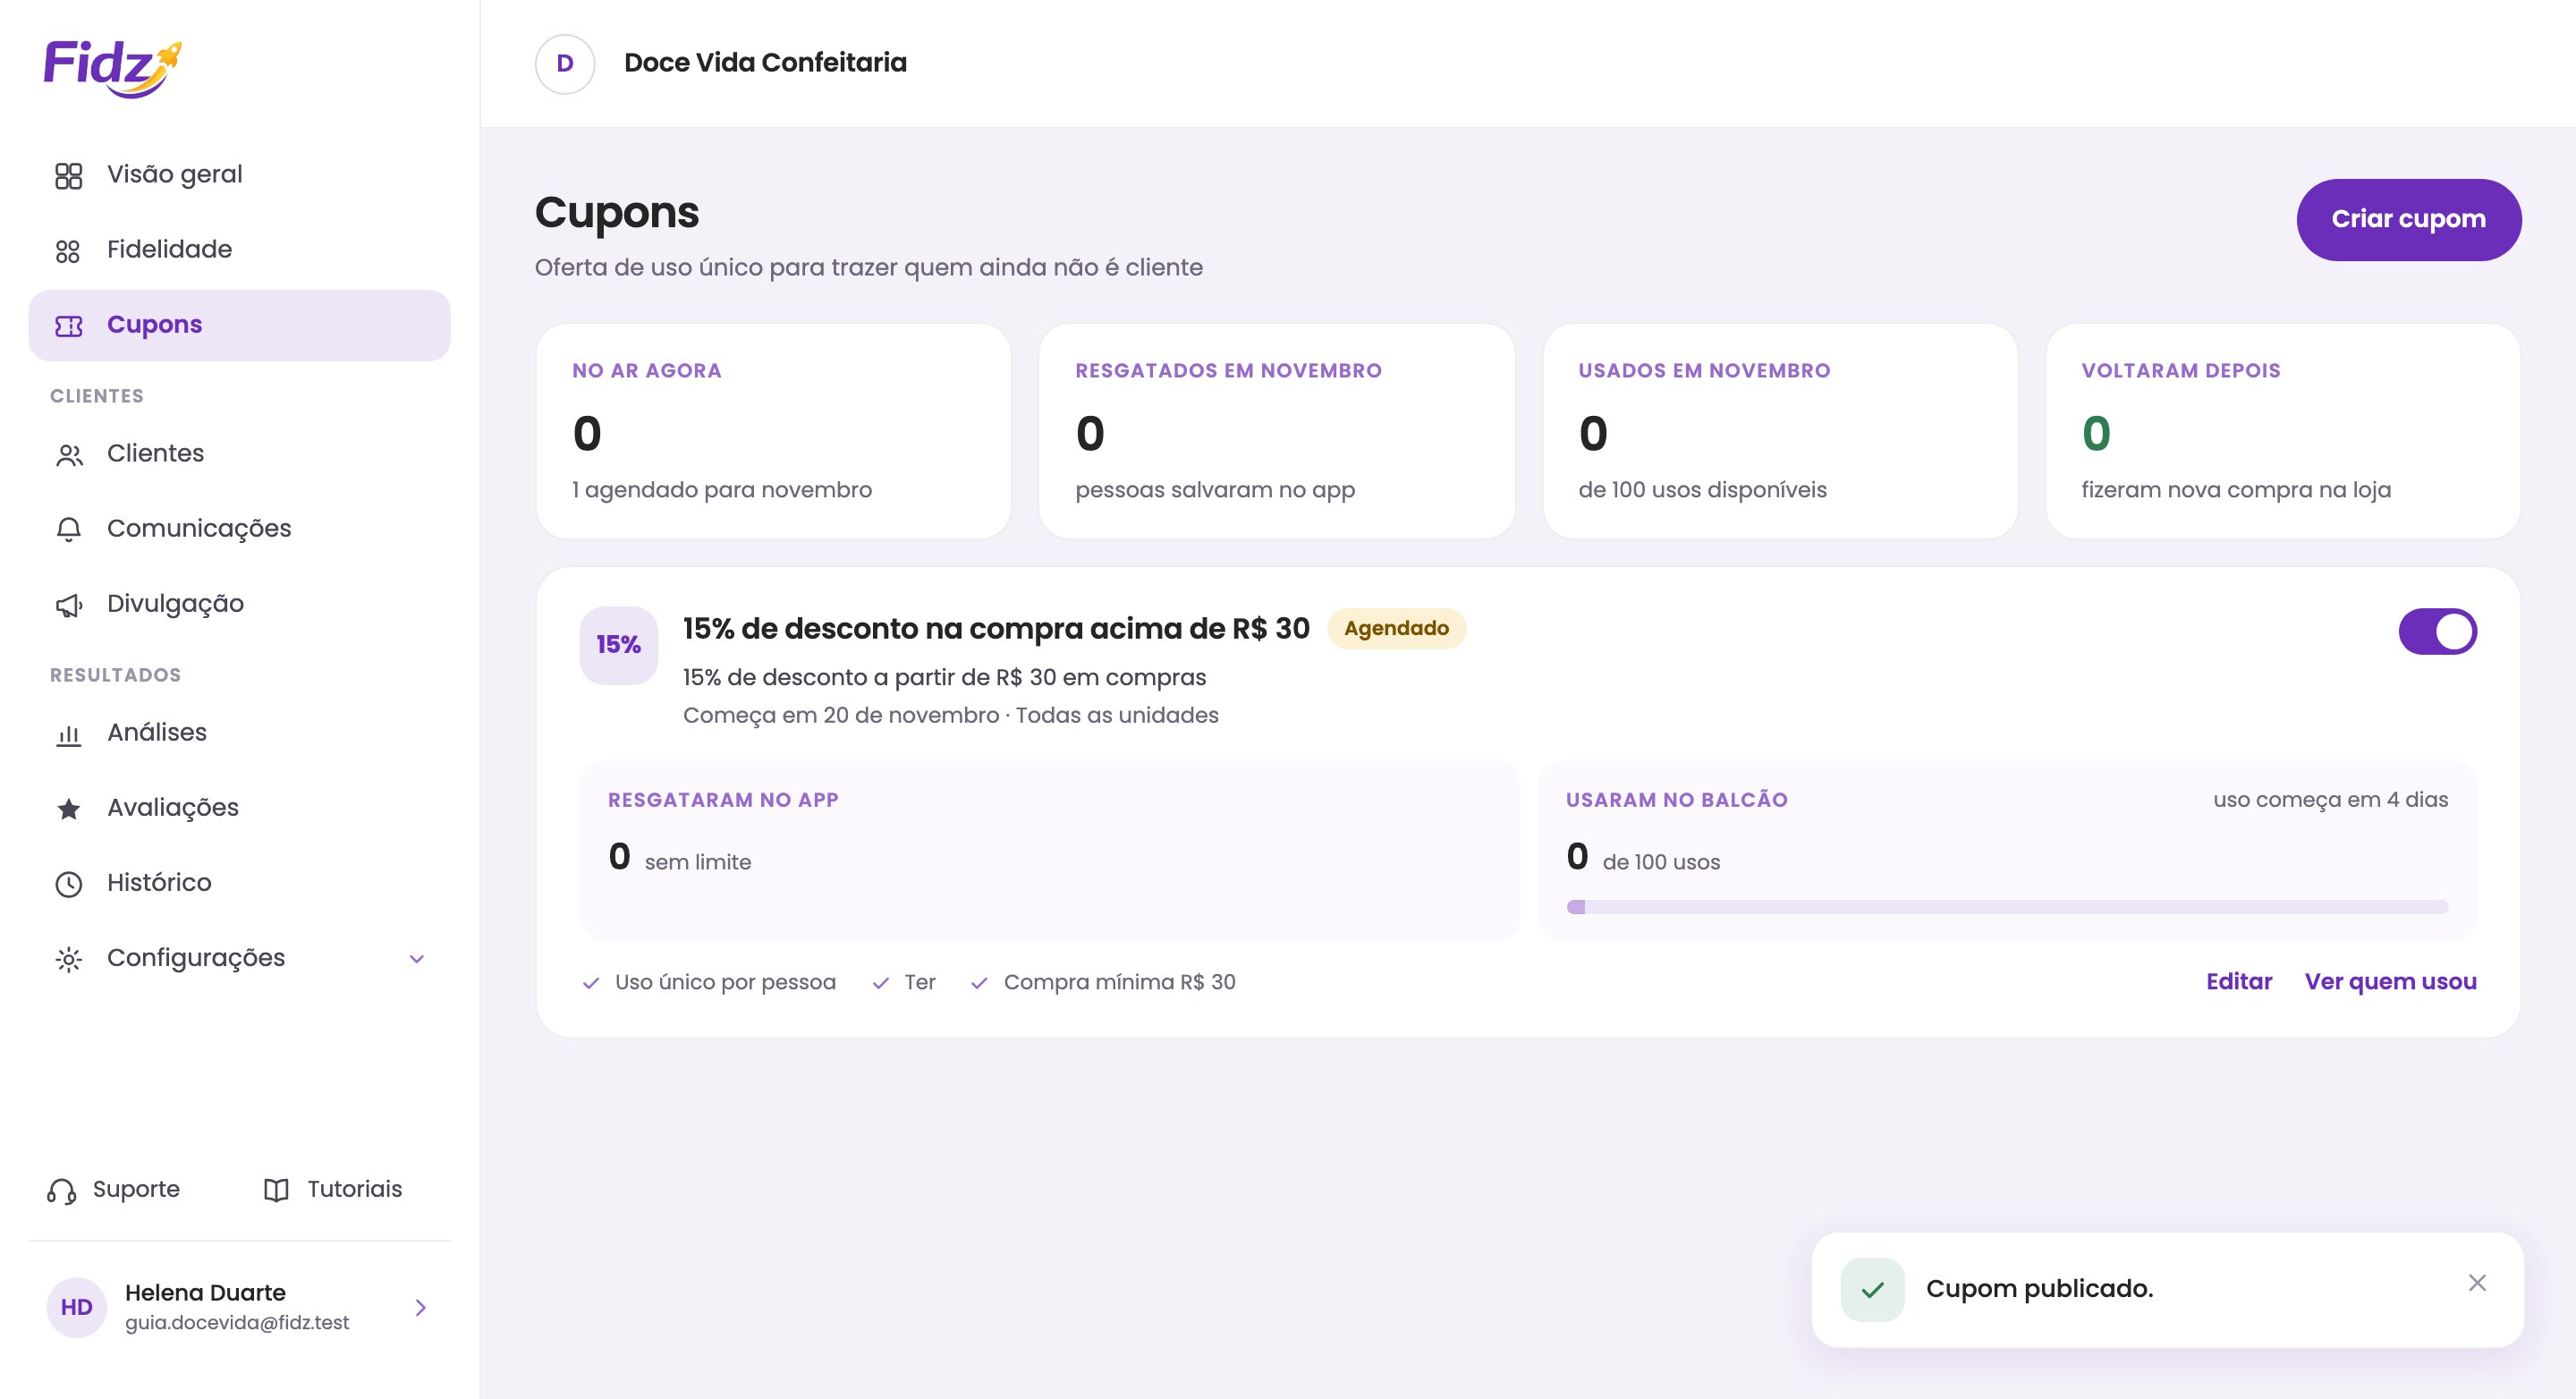 Fidz
Visão geral
Fidelidade
Cupons
CLIENTES
Clientes
Comunicações
Divulgação
RESULTADOS
Análises
Avaliações
Histórico
Configurações
Suporte
Tutoriais
HD
Helena Duarte
guia.docevida@fidz.test
D
Doce Vida Confeitaria
Cupons
Oferta de uso único para trazer quem ainda não é cliente
Criar cupom
NO AR AGORA
0
1 agendado para novembro
RESGATADOS EM NOVEMBRO
0
pessoas salvaram no app
USADOS EM NOVEMBRO
0
de 100 usos disponíveis
VOLTARAM DEPOIS
0
fizeram nova compra na loja
15%
15% de desconto na compra acima de R$ 30
Agendado
15% de desconto a partir de R$ 30 em compras
Começa em 20 de novembro · Todas as unidades
RESGATARAM NO APP
0 sem limite
USARAM NO BALCÃO
uso começa em 4 dias
0 de 100 usos
Uso único por pessoa
Ter
Compra mínima R$ 30
Editar
Ver quem usou
Cupom publicado.